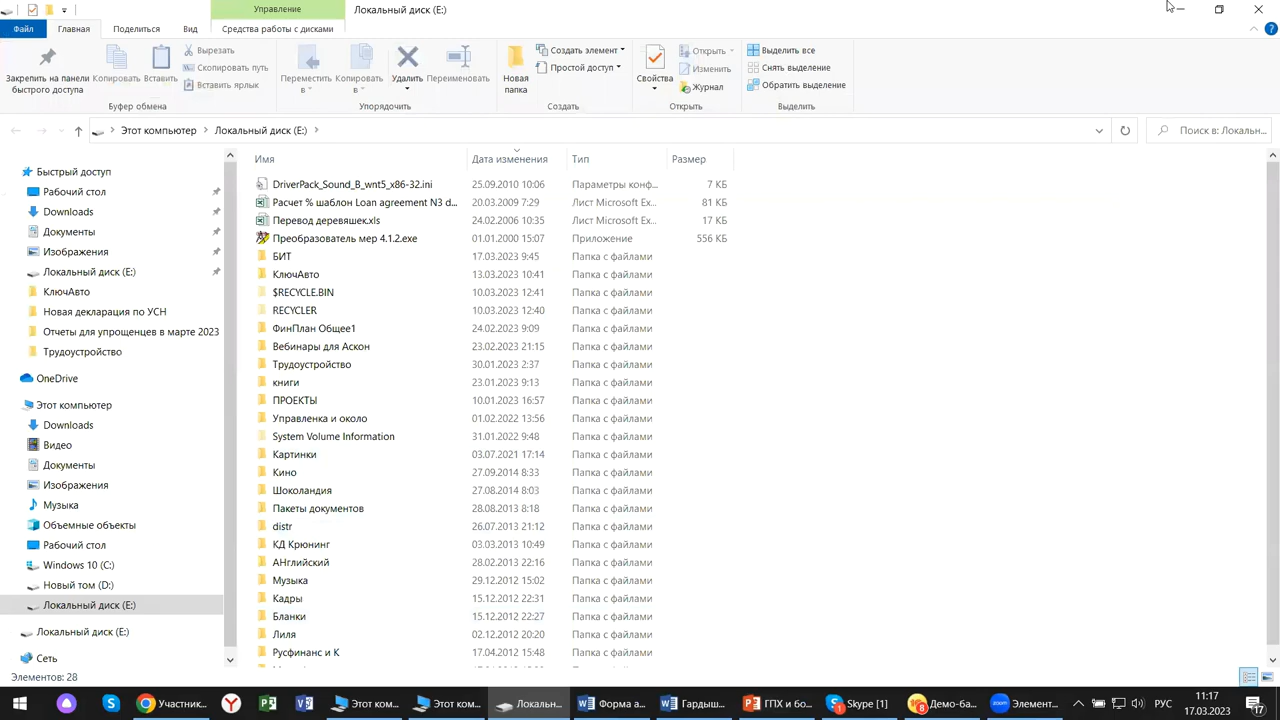 Управление
Локальный диск (E:)
Файл
Главная
Поделиться
Вид
Средства работы с дисками
Закрепить на панели
быстрого доступа
Копировать
Вставить
Вырезать
Скопировать путь
Вставить ярлык
Буфер обмена
Переместить
в
Копировать
в
Удалить
Переименовать
Упорядочить
Новая
папка
Создать элемент
Простой доступ
Создать
Свойства
Открыть
Изменить
Журнал
Открыть
Выделить все
Снять выделение
Обратить выделение
Выделить
Этот компьютер > Локальный диск (E:) >
Поиск в: Локальн...
Быстрый доступ
Рабочий стол
Downloads
Документы
Изображения
Локальный диск (E:)
КлючАвто
Новая декларация по УСН
Отчеты для упрощенцев в марте 2023
Трудоустройство
OneDrive
Этот компьютер
Downloads
Видео
Документы
Изображения
Музыка
Объемные объекты
Рабочий стол
Windows 10 (C:)
Новый том (D:)
Локальный диск (E:)
Локальный диск (E:)
Сеть
Имя Дата изменения Тип Размер
DriverPack_Sound_B_wnt5_x86-32.ini 25.09.2010 10:06 Параметры конф... 7 КБ
Расчет % шаблон Loan agreement N3 d... 20.03.2009 7:29 Лист Microsoft Ex... 81 КБ
Перевод деревяшек.xls 24.02.2006 10:35 Лист Microsoft Ex... 17 КБ
Преобразователь мер 4.1.2.exe 01.01.2000 15:07 Приложение 556 КБ
БИТ 17.03.2023 9:45 Папка с файлами
КлючАвто 13.03.2023 10:41 Папка с файлами
$RECYCLE.BIN 10.03.2023 12:41 Папка с файлами
RECYCLER 10.03.2023 12:40 Папка с файлами
ФинПлан Общее1 24.02.2023 9:09 Папка с файлами
Вебинары для Аскон 23.02.2023 21:15 Папка с файлами
Трудоустройство 30.01.2023 2:37 Папка с файлами
книги 23.01.2023 9:13 Папка с файлами
ПРОЕКТЫ 10.01.2023 16:57 Папка с файлами
Управленка и около 01.02.2022 13:56 Папка с файлами
System Volume Information 31.01.2022 9:48 Папка с файлами
Картинки 03.07.2021 17:14 Папка с файлами
Кино 27.09.2014 8:33 Папка с файлами
Шоколандия 27.08.2014 8:03 Папка с файлами
Пакеты документов 28.08.2013 8:18 Папка с файлами
distr 26.07.2013 21:12 Папка с файлами
КД Крюнинг 03.03.2013 10:49 Папка с файлами
АНглийский 28.02.2013 22:16 Папка с файлами
Музыка 29.12.2012 15:02 Папка с файлами
Кадры 15.12.2012 22:31 Папка с файлами
Бланки 15.12.2012 22:27 Папка с файлами
Лиля 02.12.2012 20:20 Папка с файлами
Русфинанс и К 17.04.2012 15:48 Папка с файлами
Элементов: 28
Участник...
Этот ком...
Этот ком...
Локальн...
Форма а...
Гардыш...
ГПХ и бо...
Skype [1]
Демо-ба...
Элемент...
РУС
11:17
17.03.2023